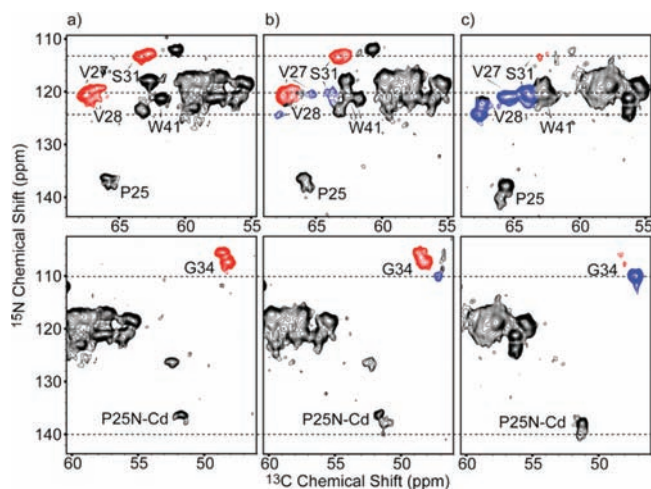 a) b) c)
110
120
130
140
V27
S31
V28
W41
P25
V27
S31
V28
W41
P25
V27
S31
V28
W41
P25
65 60 55 65 60 55 65 60 55
110
120
130
140
G34
P25N-Cd
G34
P25N-Cd
G34
P25N-Cd
60 55 50 60 55 50 60 55 50
15N Chemical Shift (ppm)
13C Chemical Shift (ppm)